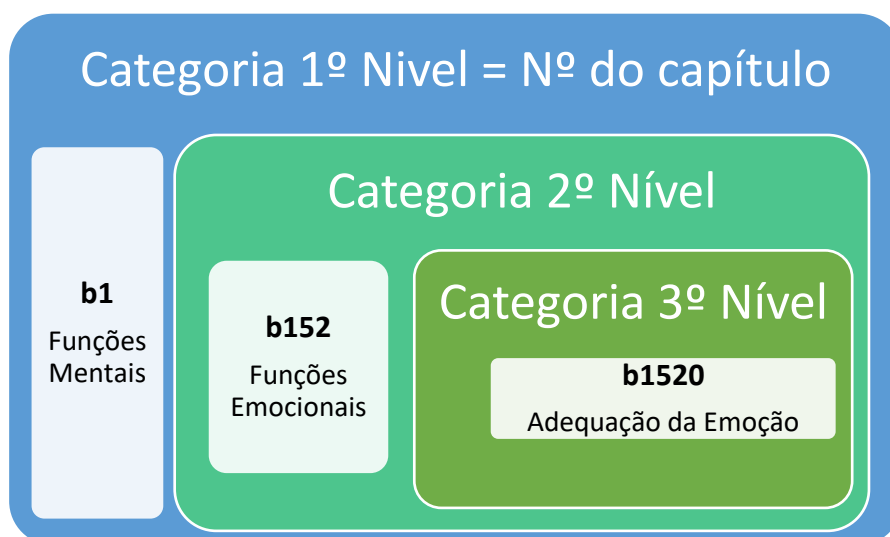 Categoria 1º Nivel = Nº do capítulo
Categoria 2º Nível
Categoria 3º Nível
b1
Funções
Mentais
b152
Funções
Emocionais
b1520
Adequação da Emoção